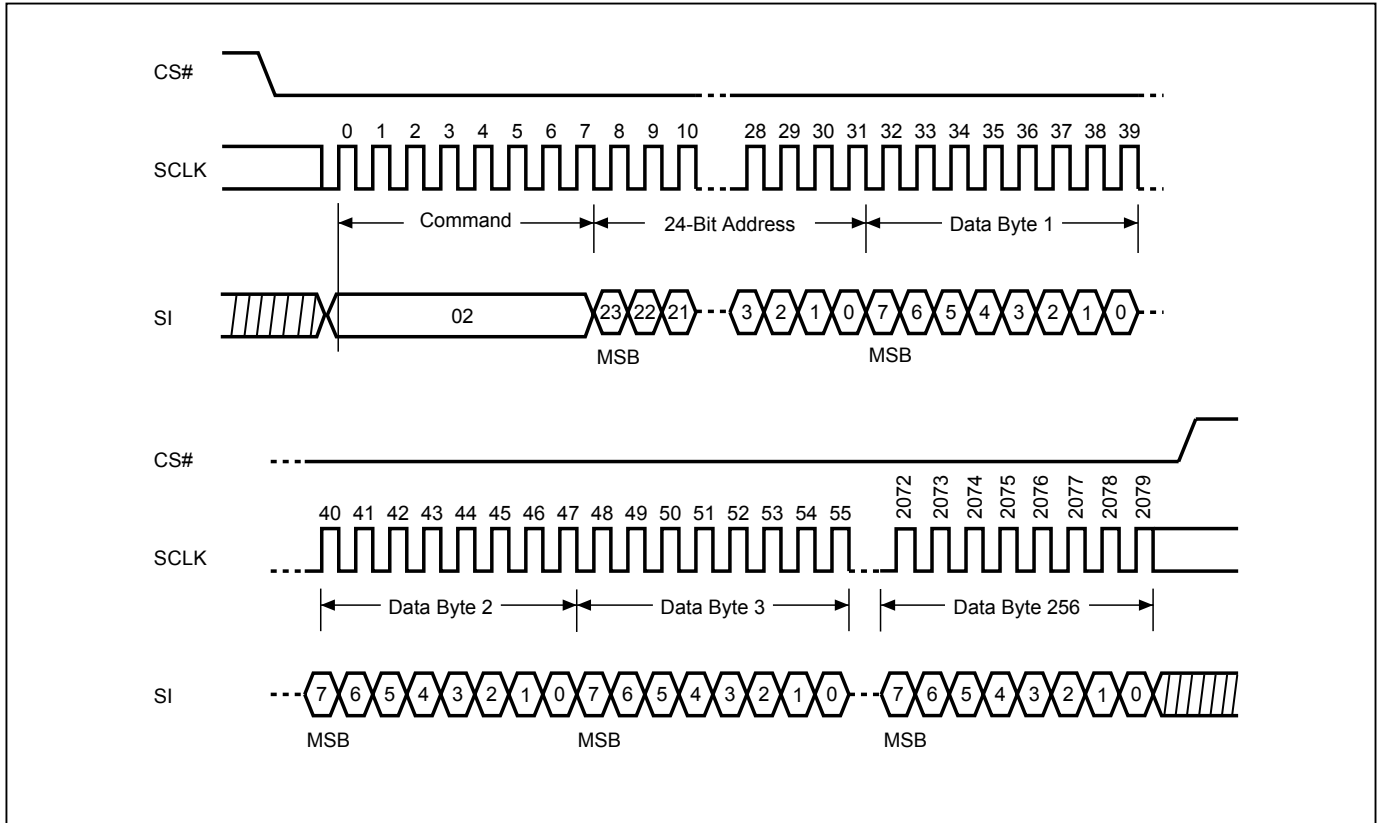 CS#
0 1 2 3 4 5 6 7 8 9 10 28 29 30 31 32 33 34 35 36 37 38 39
SCLK
Command 24-Bit Address Data Byte 1
SI 02 23 22 21 3 2 1 0 7 6 5 4 3 2 1 0
MSB MSB
CS#
2072 2073 2074 2075 2076 2077 2078 2079
40 41 42 43 44 45 46 47 48 49 50 51 52 53 54 55
SCLK
Data Byte 2 Data Byte 3 Data Byte 256
SI 7 6 5 4 3 2 1 0 7 6 5 4 3 2 1 0 7 6 5 4 3 2 1 0
MSB MSB MSB